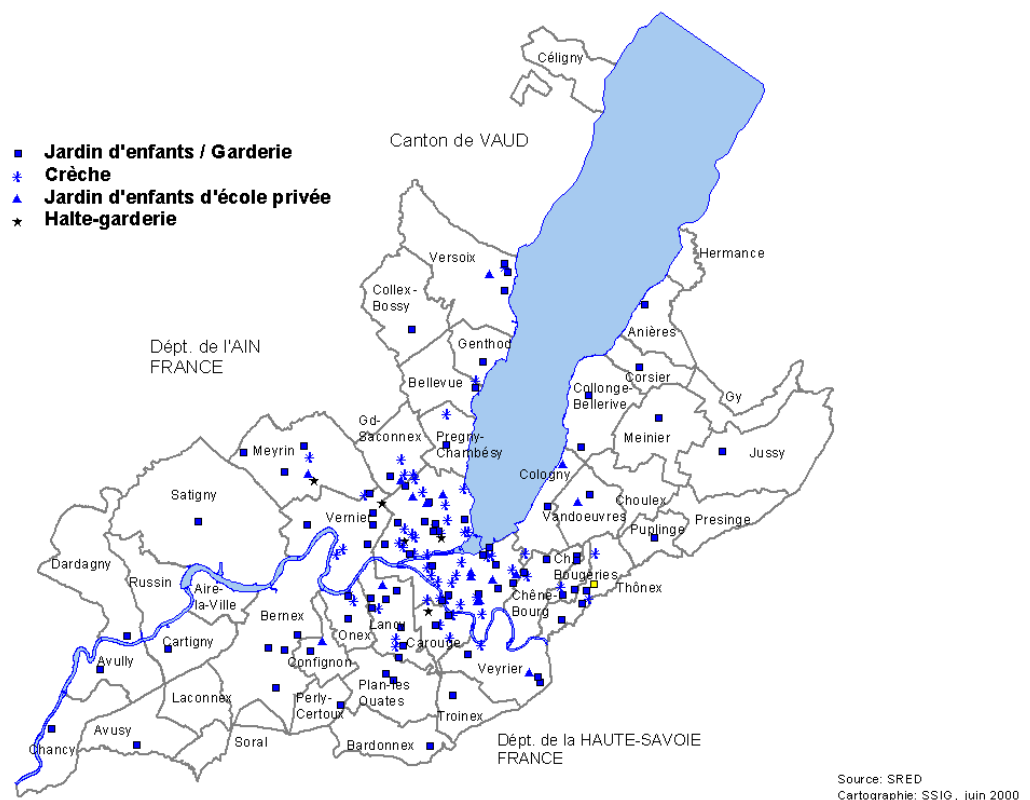 Céligny
Canton de VAUD
Jardin d'enfants / Garderie
Crèche
Jardin d'enfants d'école privée
Halte-garderie
Hermance
Versoix
Collex-
Bossy
Anières
Genthod
Dépt. de l'AIN
FRANCE
Corsier
Bellevue
Collonge-
Bellerive
Gy
Gd-
Saconnex
Pregny-
Chambésy
Meinier
Meyrin
Jussy
Cologny
Satigny
Choulex
Vernier
Vandoeuvres
Presinge
Puplinge
Dardagny
Ch.
Bougeries
Russin
Aire-
la-Ville
Thônex
Chêne-
Bourg
Bernex
Lancy
Onex
Carouge
Cartigny
Confignon
Avully
Veyrier
Plan-les
Ouates
Laconnex
Perly-
Certoux
Troinex
Avusy
Chancy
Soral
Bardonnex
Dépt. de la HAUTE-SAVOIE
FRANCE
Source: SRED
Cartographie: SSIG, juin 2000